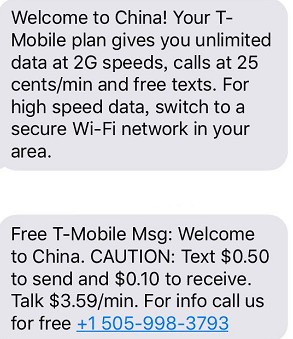 Welcome to China! Your T-
Mobile plan gives you unlimited
data at 2G speeds, calls at 25
cents/min and free texts. For
high speed data, switch to a
secure Wi-Fi network in your
area.
Free T-Mobile Msg: Welcome
to China. CAUTION: Text $0.50
to send and $0.10 to receive.
Talk $3.59/min. For info call us
for free +1 505-998-3793